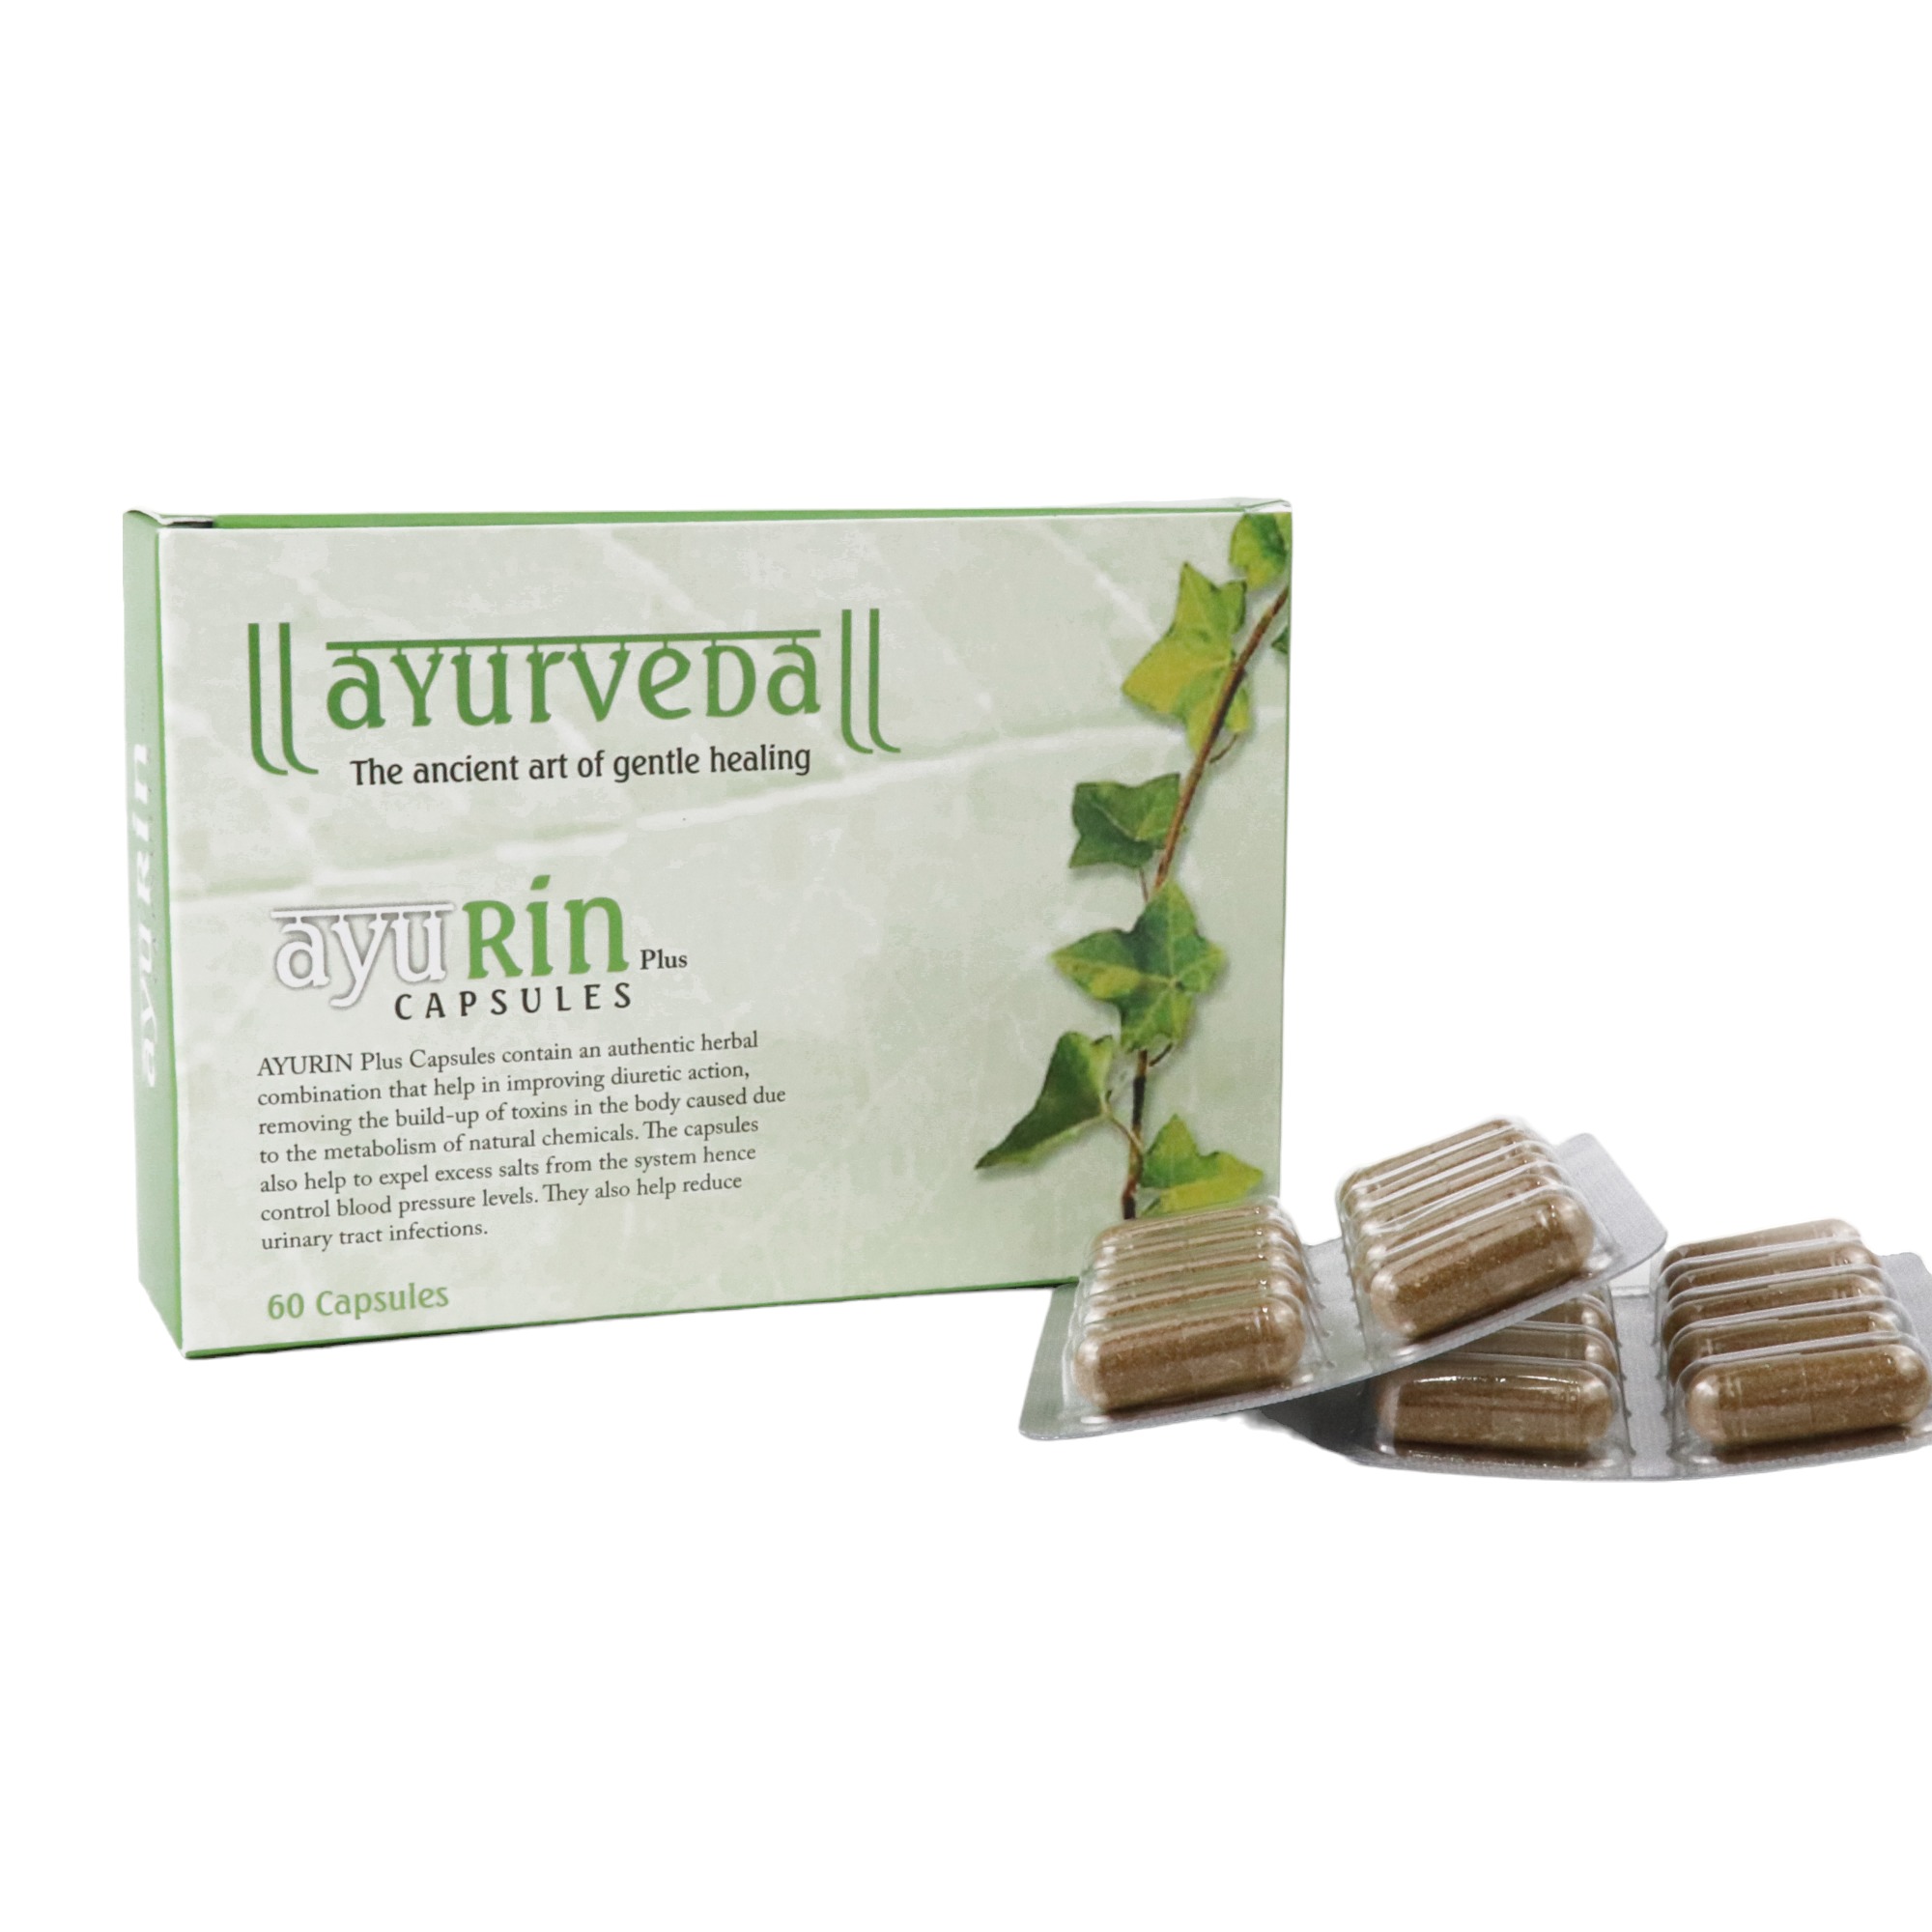 ayurveda
The ancient art of gentle healing
ayuRin Plus
CAPSULES
AYURIN Plus Capsules contain an authentic herbal
combination that help in improving diuretic action,
removing the build-up of toxins in the body caused due
to the metabolism of natural chemicals. The capsules
also help to expel excess salts from the system hence
control blood pressure levels. They also help reduce
urinary tract infections.
60 Capsules
ayuRin